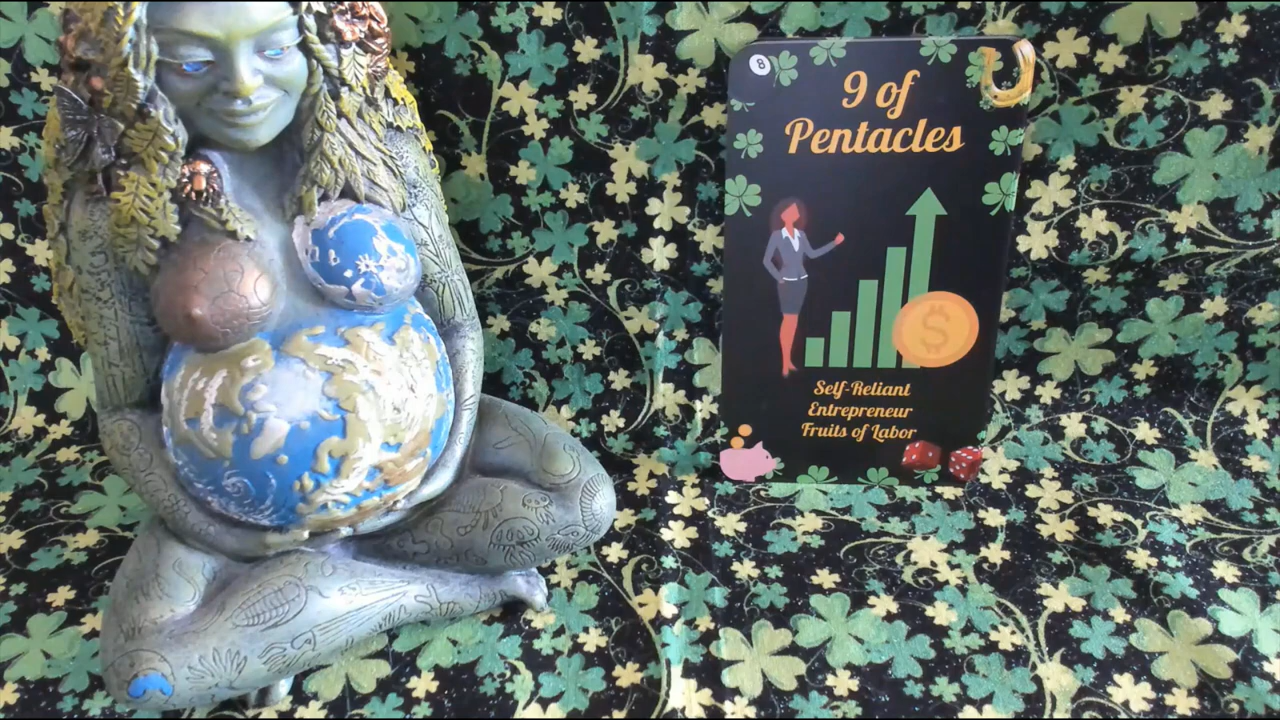 8
9 of
Pentacles
$
Self-Reliant
Entrepreneur
Fruits of Labor